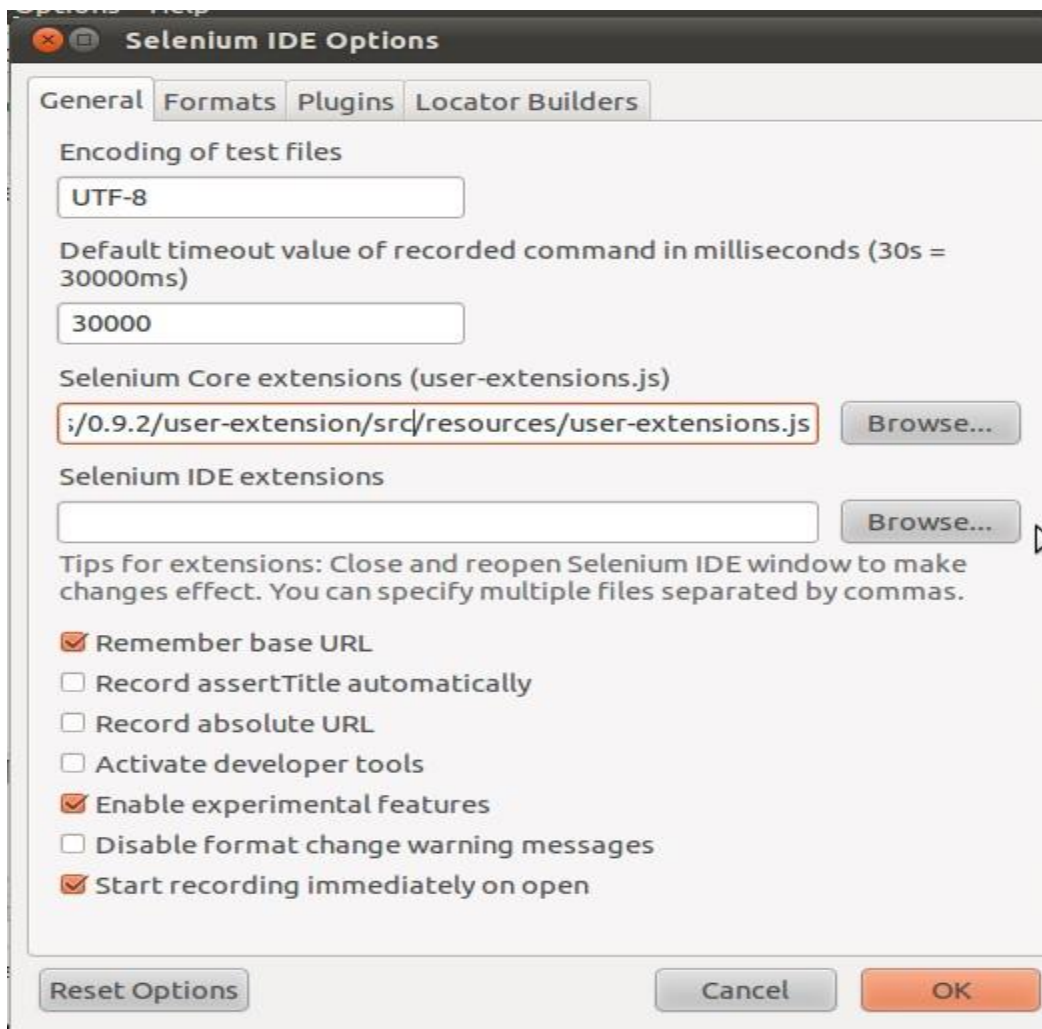 Options Help
Selenium IDE Options
General Formats Plugins Locator Builders
Encoding of test files
UTF-8
Default timeout value of recorded command in milliseconds (30s =
30000ms)
30000
Selenium Core extensions (user-extensions.js)
;/0.9.2/user-extension/src/resources/user-extensions.js Browse...
Selenium IDE extensions
Browse...
Tips for extensions: Close and reopen Selenium IDE window to make
changes effect. You can specify multiple files separated by commas.
Remember base URL
Record assertTitle automatically
Record absolute URL
Activate developer tools
Enable experimental features
Disable format change warning messages
Start recording immediately on open
Reset Options Cancel OK